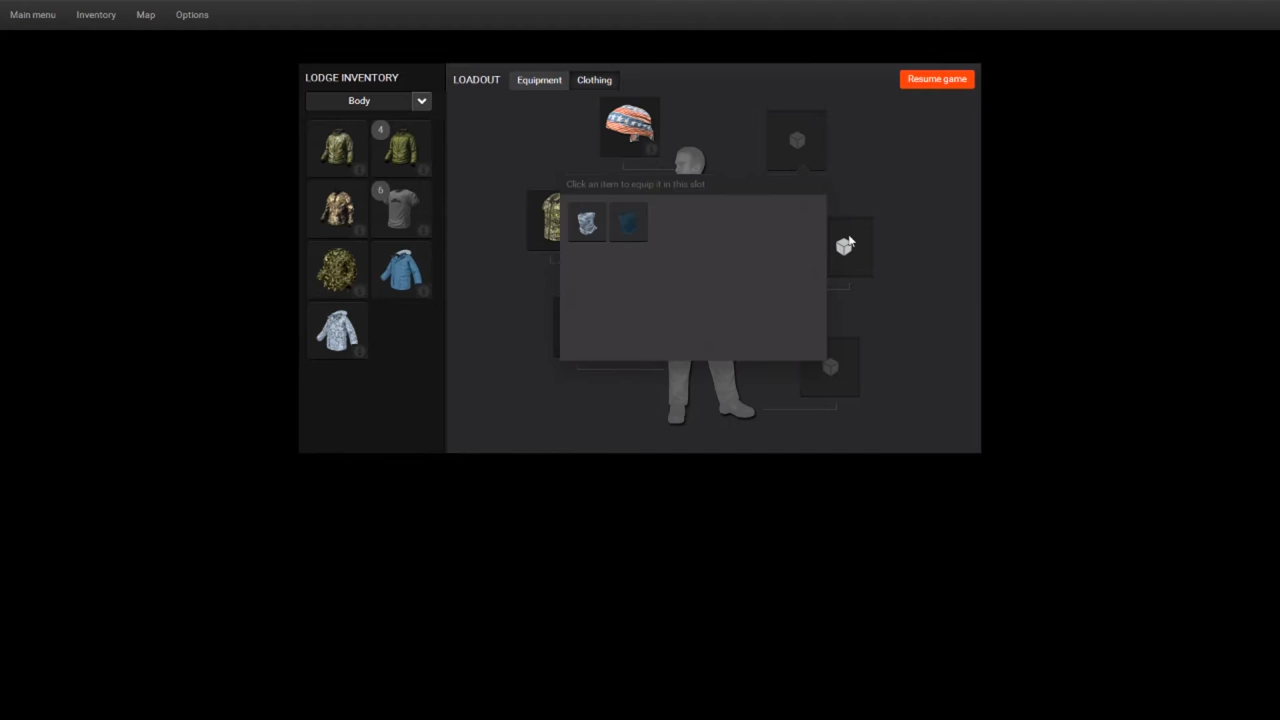 Main menu Inventory Map Options
LODGE INVENTORY
Body
4
6
LOADOUT Equipment Clothing
Resume game
Click an item to equip it in this slot